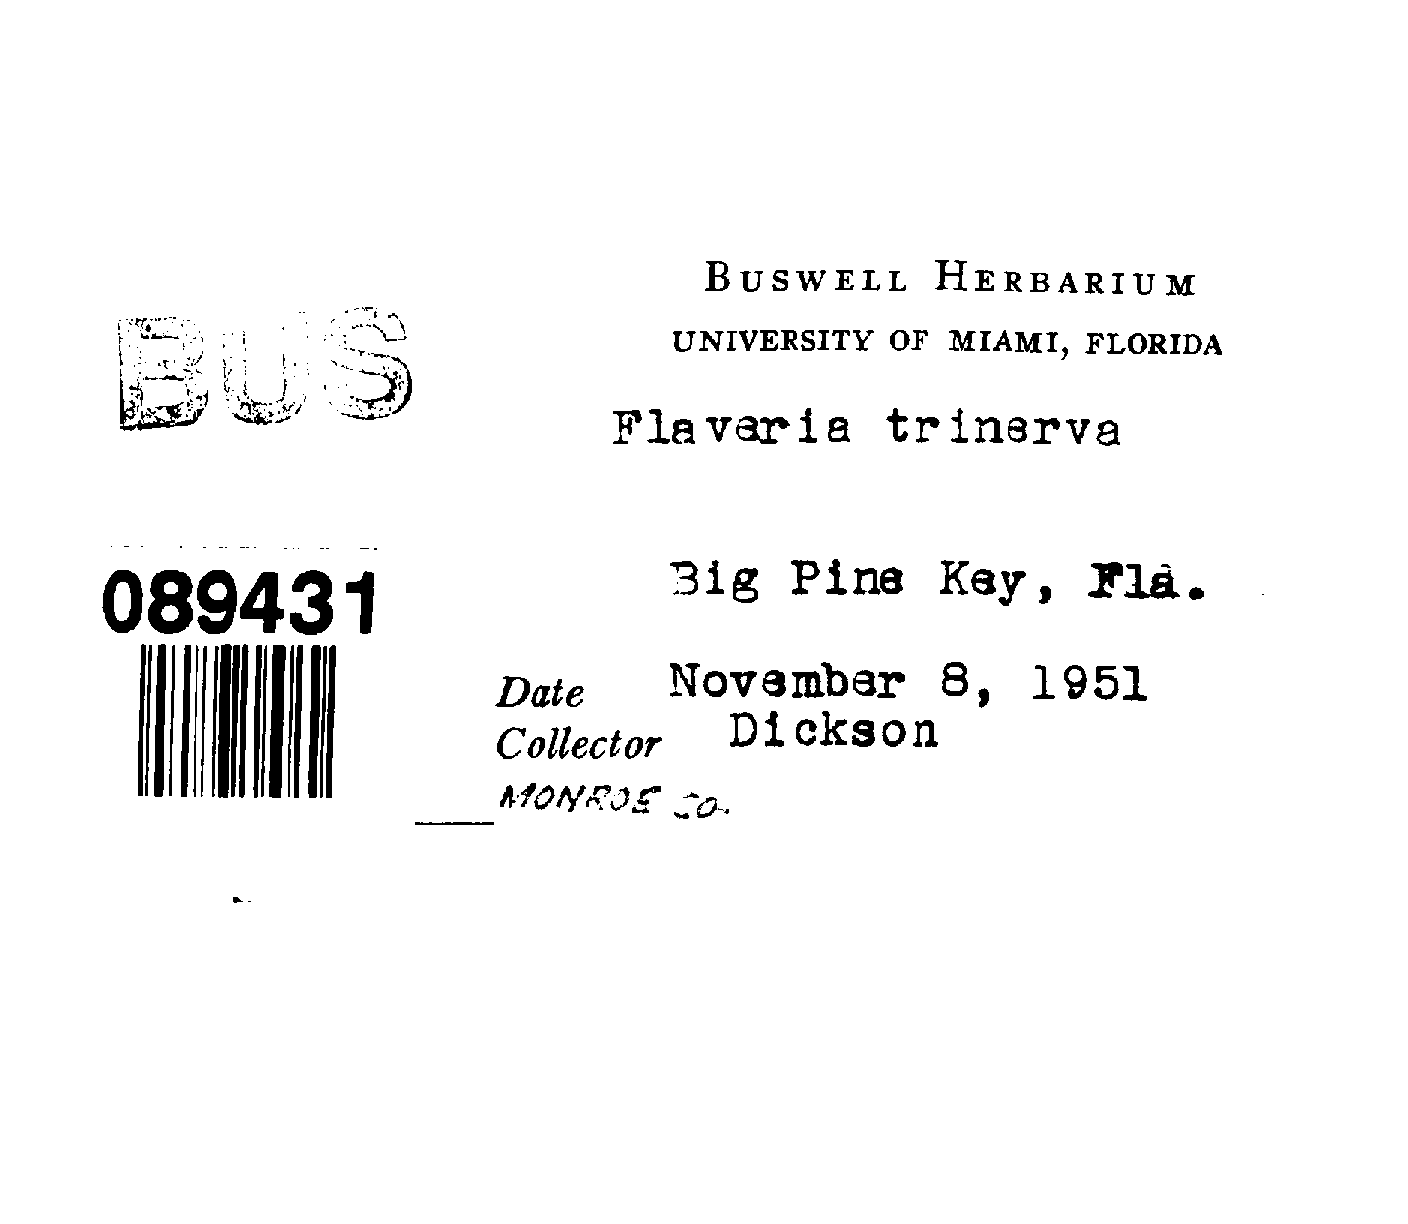 BUSWELL HERBARIUM
UNIVERSITY OF MIAMI, FLORIDA
BUS
Flaveria trinerva
089431
Big Pine Key, Fla.
Date November 8, 1951
Collector Dickson
MONROE CO.